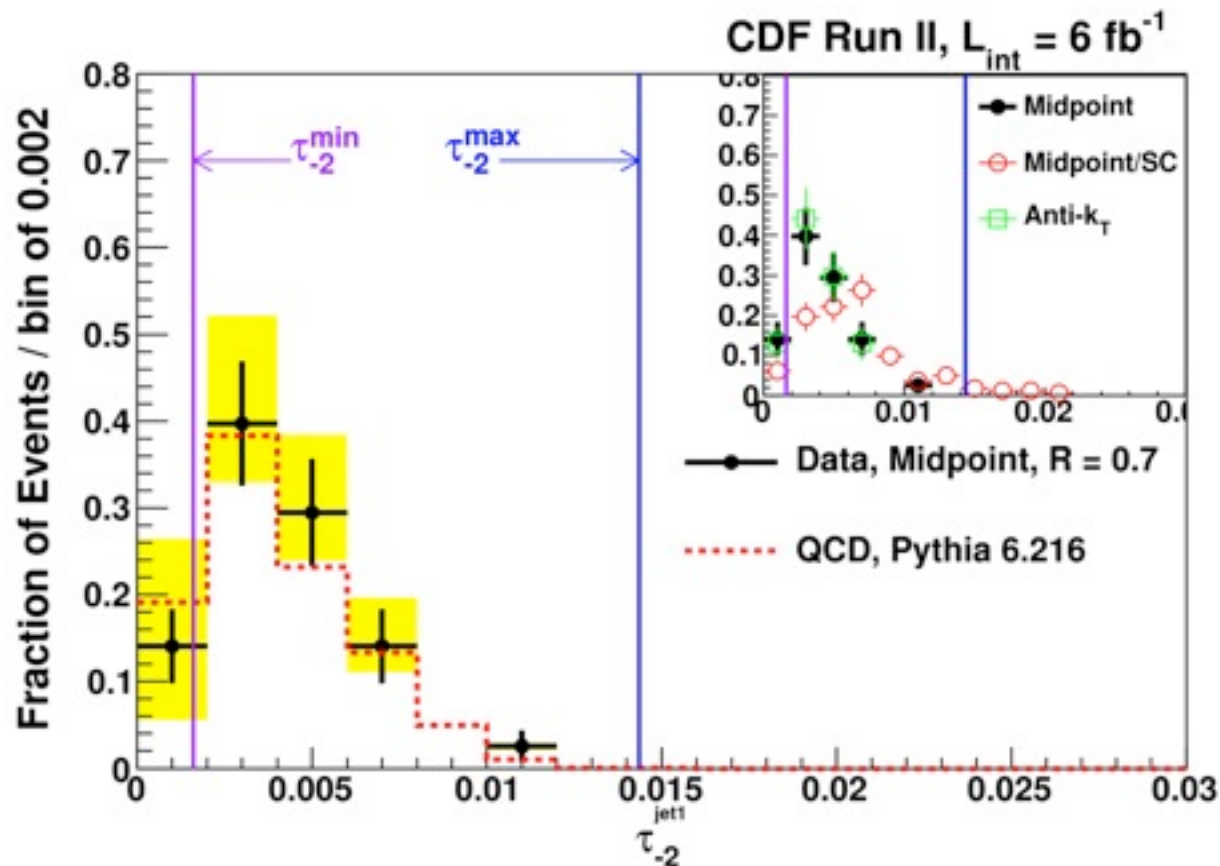 CDF Run II, L_int = 6 fb^-1
Fraction of Events / bin of 0.002
0.8
0.7
0.6
0.5
0.4
0.3
0.2
0.1
0
τ_-2^min
τ_-2^max
0.8
0.7
0.6
0.5
0.4
0.3
0.2
0.1
0
Midpoint
Midpoint/SC
Anti-k_T
0 0.01 0.02
Data, Midpoint, R = 0.7
QCD, Pythia 6.216
0 0.005 0.01 0.015 0.02 0.025 0.03
τ_-2^jet1